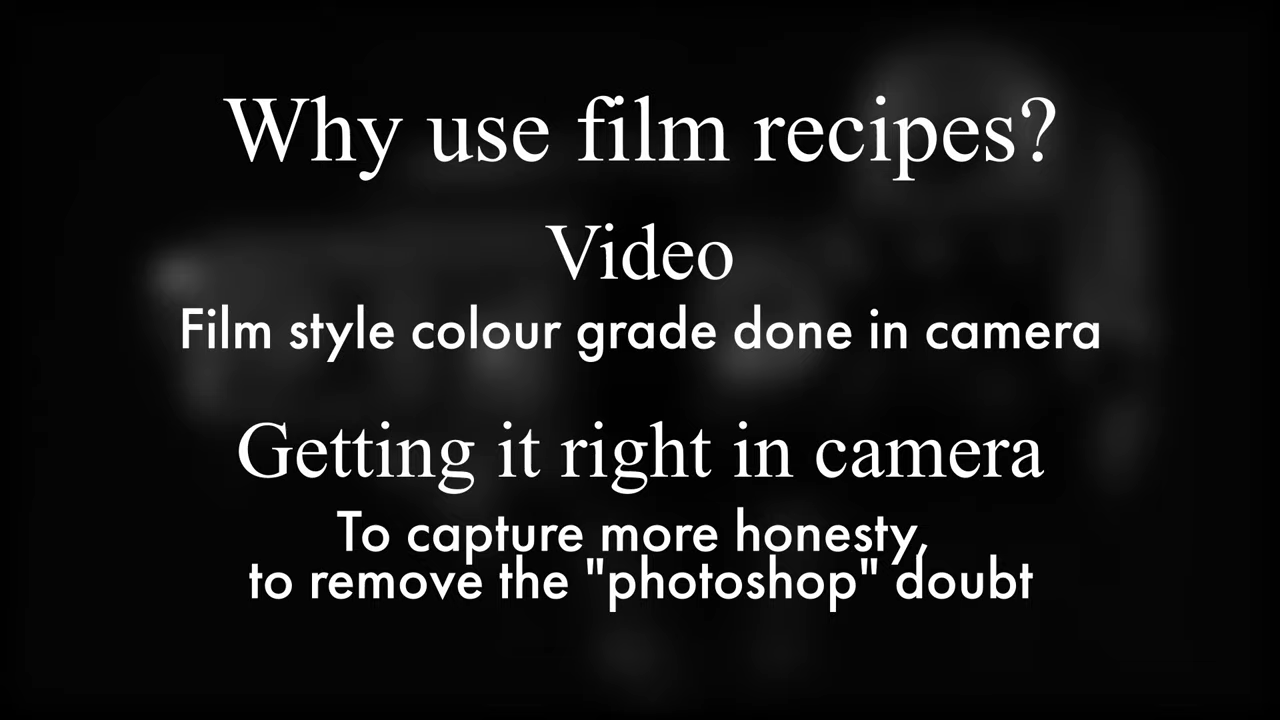 Why use film recipes?
Video
Film style colour grade done in camera
Getting it right in camera
To capture more honesty,
to remove the "photoshop" doubt